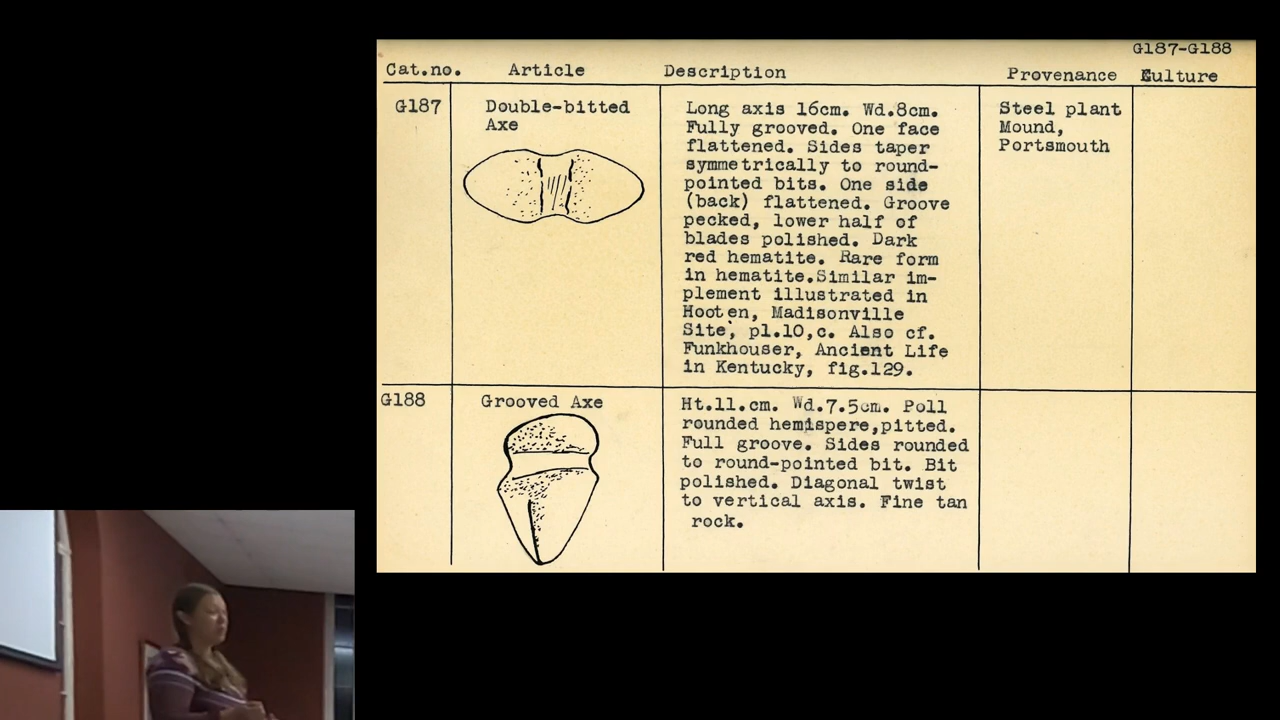 G187-G188
Cat.no. Article Description Provenance Culture
G187
Double-bitted
Axe
Long axis 16cm. Wd.8cm.
Fully grooved. One face
flattened. Sides taper
symmetrically to round-
pointed bits. One side
(back) flattened. Groove
pecked, lower half of
blades polished. Dark
red hematite. Rare form
in hematite.Similar im-
plement illustrated in
Hooten, Madisonville
Site, pl.10,c. Also cf.
Funkhouser, Ancient Life
in Kentucky, fig.129.
Steel plant
Mound,
Portsmouth
G188
Grooved Axe
Ht.11.cm. Wd.7.5cm. Poll
rounded hemispere,pitted.
Full groove. Sides rounded
to round-pointed bit. Bit
polished. Diagonal twist
to vertical axis. Fine tan
rock.